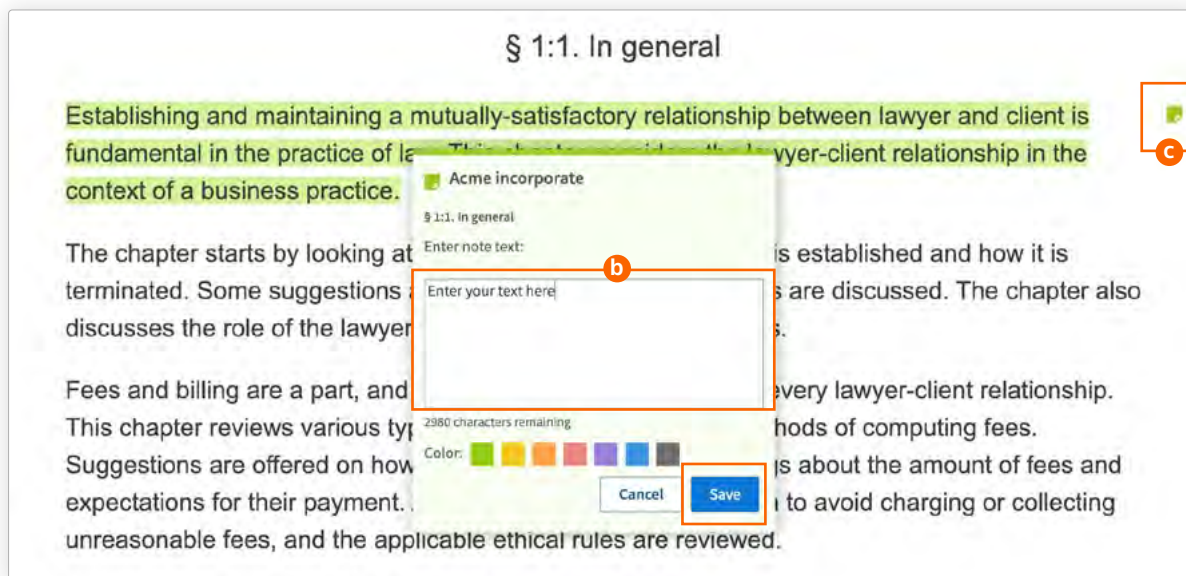 § 1:1. In general
Establishing and maintaining a mutually-satisfactory relationship between lawyer and client is
c
fundamental in the practice of la wyer-client relationship in the
context of a business practice.
Acme incorporate
§ 1:1. In general
Enter note text:
b
Enter your text here
2980 characters remaining
Color:
Cancel
Save
The chapter starts by looking at is established and how it is
terminated. Some suggestions are discussed. The chapter also
discusses the role of the lawyer
Fees and billing are a part, and every lawyer-client relationship.
This chapter reviews various typ hods of computing fees.
Suggestions are offered on how gs about the amount of fees and
expectations for their payment. to avoid charging or collecting
unreasonable fees, and the applicable ethical rules are reviewed.